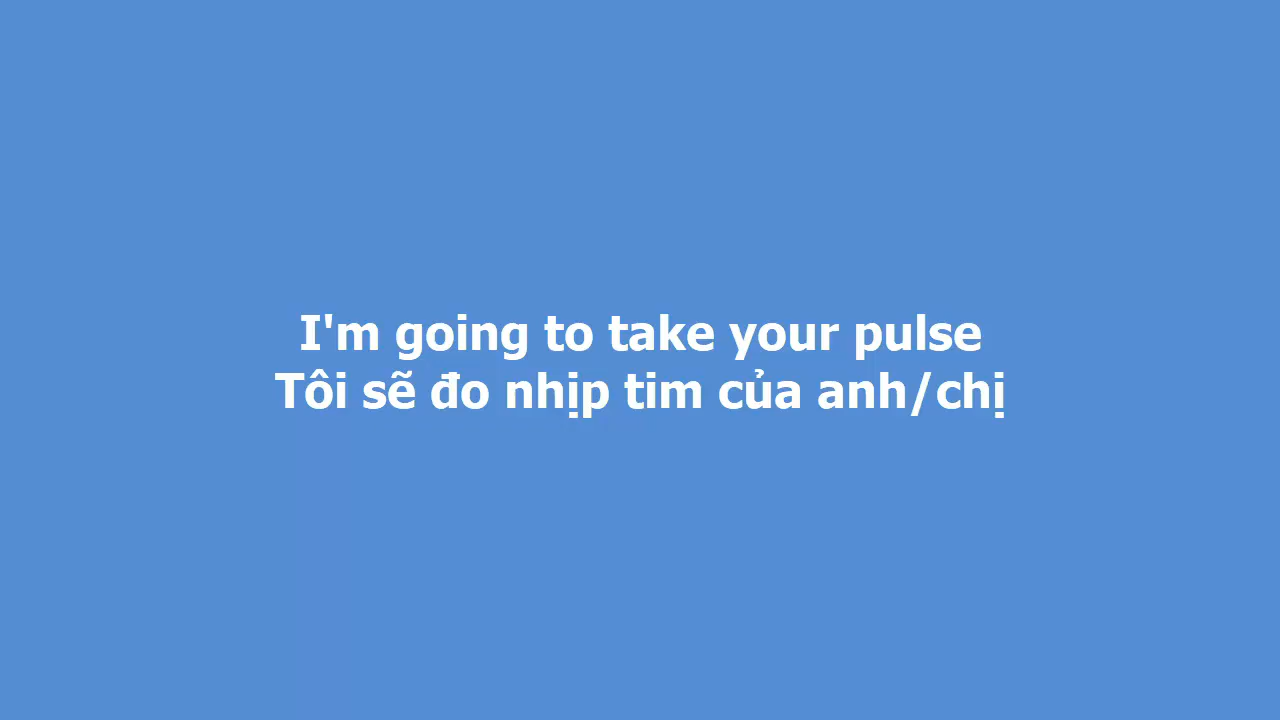 I'm going to take your pulse
Tôi sẽ đo nhịp tim của anh/chị